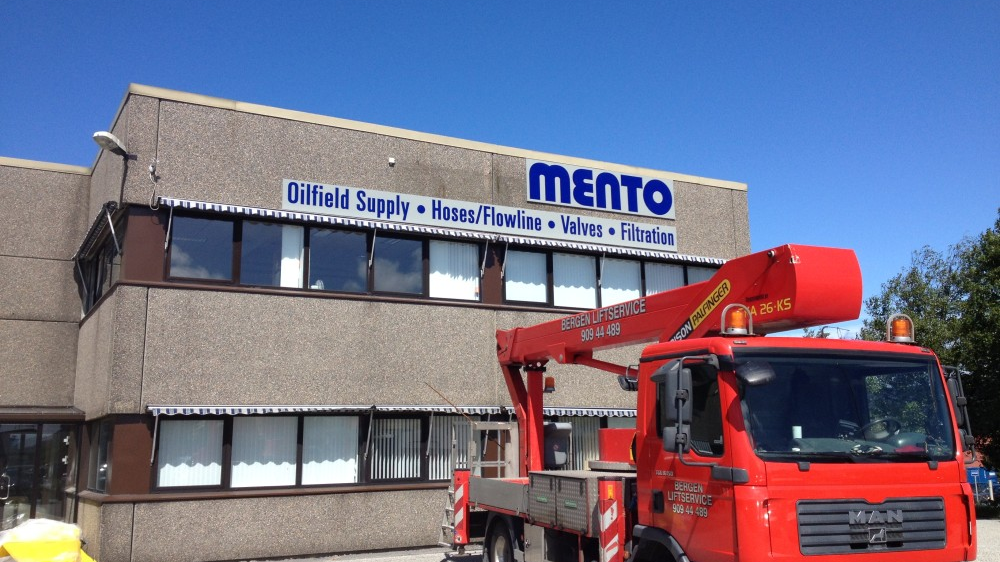 MENTO
Oilfield Supply • Hoses/Flowline • Valves • Filtration
BERGEN LIFTSERVICE
909 44 489
PALFINGER
A 26·KS
BERGEN
LIFTSERVICE
909 44 489
MAN